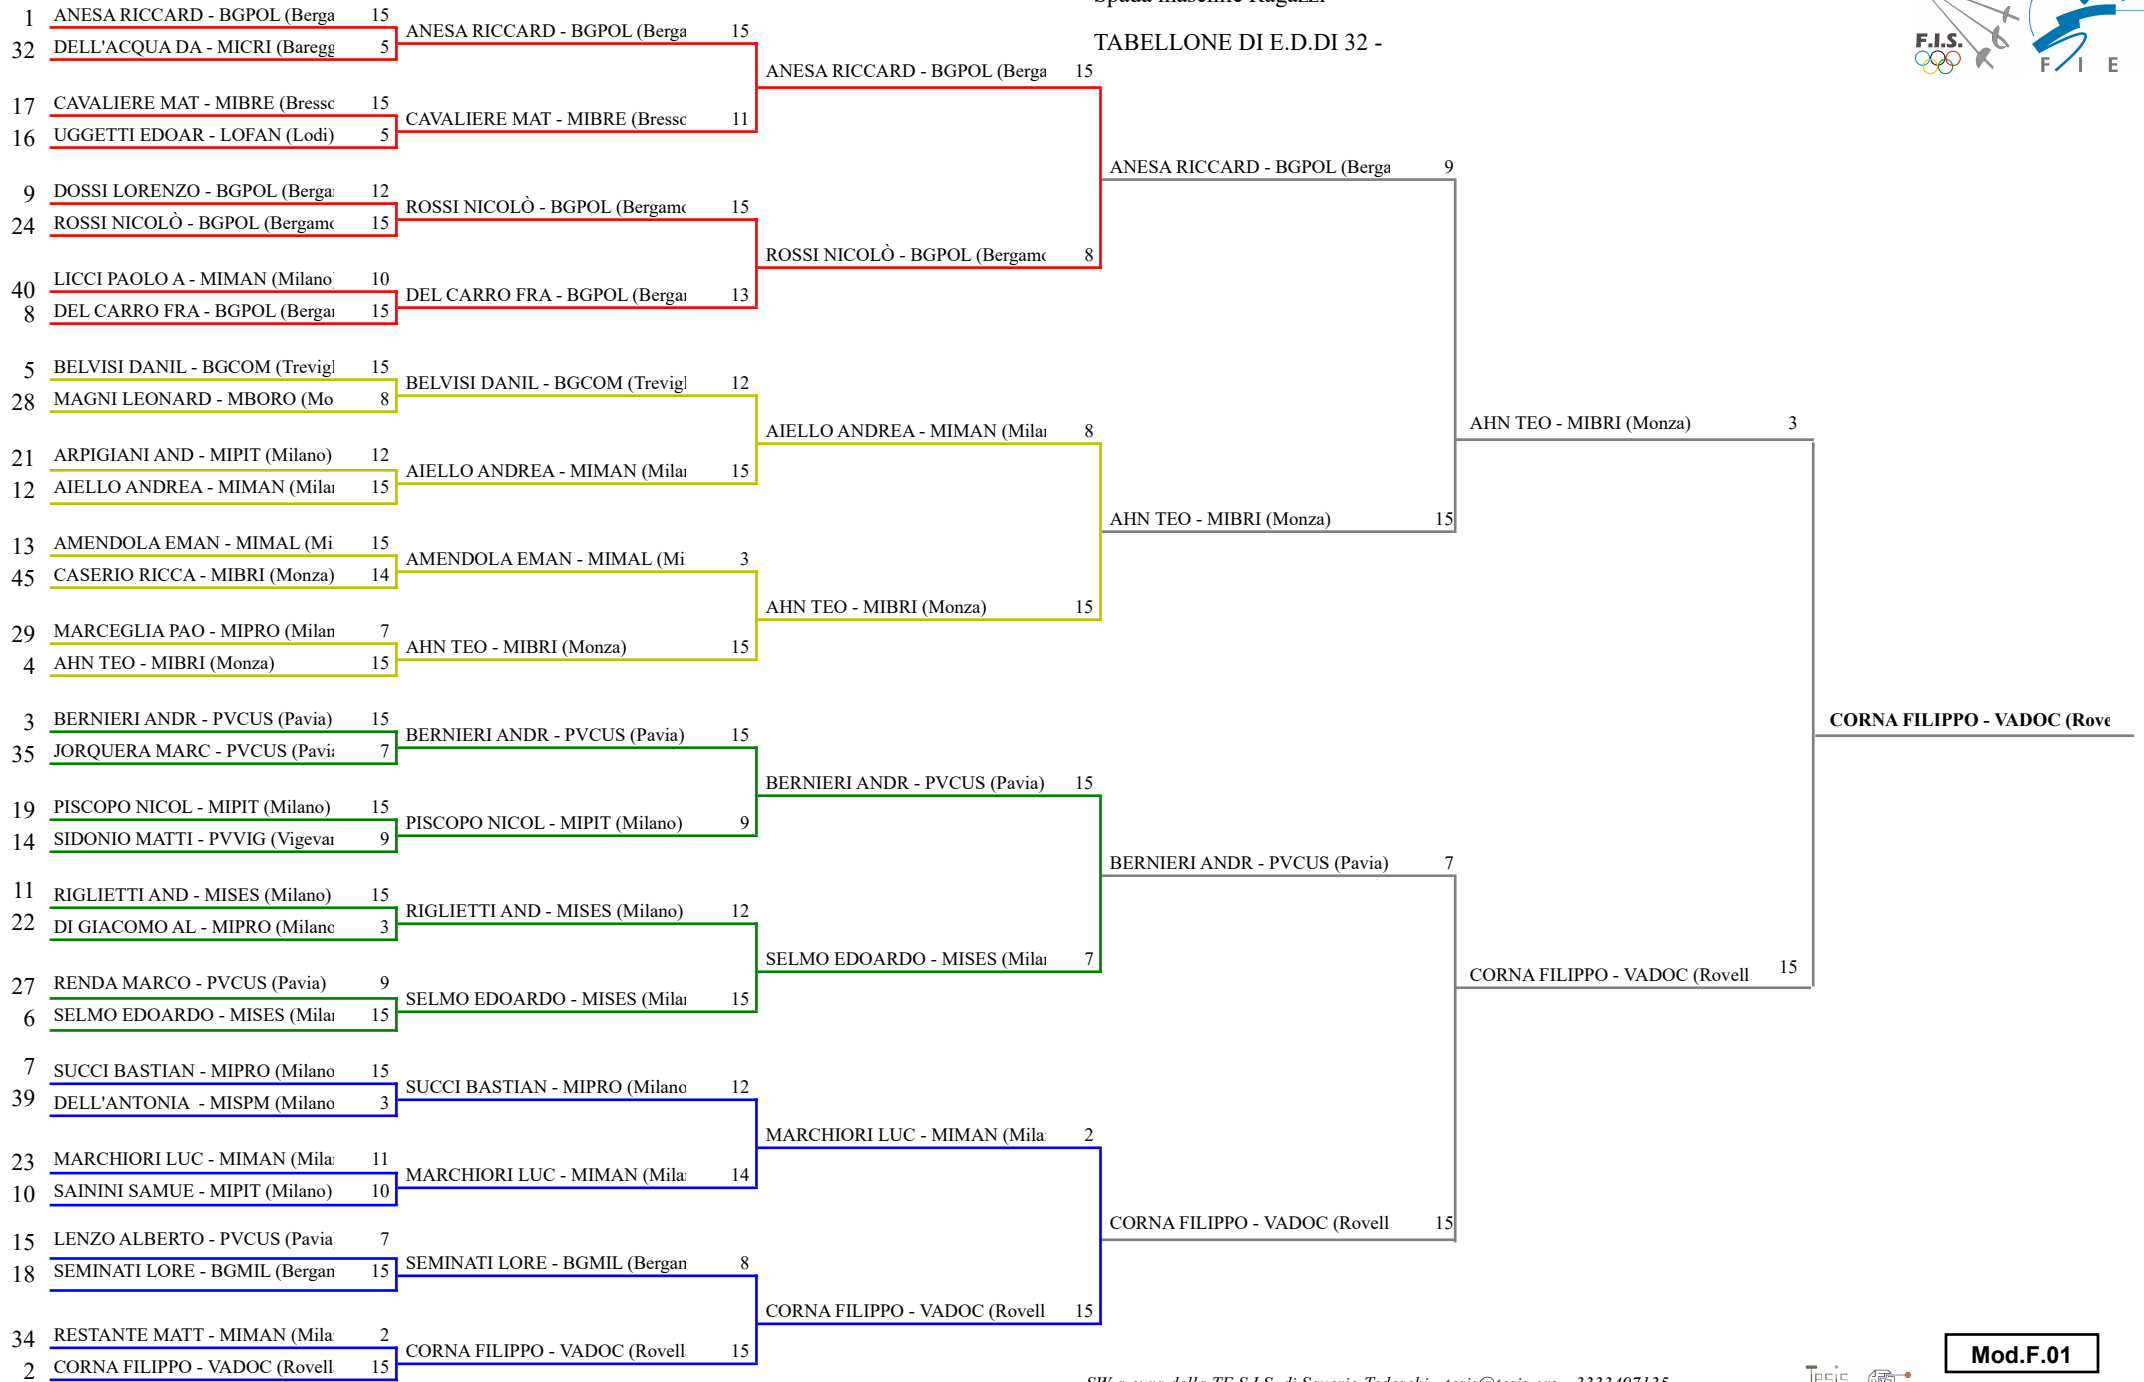 TABELLONE DI E.D.DI 32 -
F.I.S.
F I E
1 ANESA RICCARD - BGPOL (Berga 15
32 DELL'ACQUA DA - MICRI (Baregg 5
17 CAVALIERE MAT - MIBRE (Bresso 15
16 UGGETTI EDOAR - LOFAN (Lodi) 5
9 DOSSI LORENZO - BGPOL (Berga 12
24 ROSSI NICOLÒ - BGPOL (Bergamo 15
40 LICCI PAOLO A - MIMAN (Milano 10
8 DEL CARRO FRA - BGPOL (Berga 15
5 BELVISI DANIL - BGCOM (Trevigl 15
28 MAGNI LEONARD - MBORO (Mo 8
21 ARPIGIANI AND - MIPIT (Milano) 12
12 AIELLO ANDREA - MIMAN (Mila 15
13 AMENDOLA EMAN - MIMAL (Mi 15
45 CASERIO RICCA - MIBRI (Monza) 14
29 MARCEGLIA PAO - MIPRO (Milan 7
4 AHN TEO - MIBRI (Monza) 15
3 BERNIERI ANDR - PVCUS (Pavia) 15
35 JORQUERA MARC - PVCUS (Pavia 7
19 PISCOPO NICOL - MIPIT (Milano) 15
14 SIDONIO MATTI - PVVIG (Vigevan 9
11 RIGLIETTI AND - MISES (Milano) 15
22 DI GIACOMO AL - MIPRO (Milano 3
27 RENDA MARCO - PVCUS (Pavia) 9
6 SELMO EDOARDO - MISES (Mila 15
7 SUCCI BASTIAN - MIPRO (Milano 15
39 DELL'ANTONIA - MISPM (Milano 3
23 MARCHIORI LUC - MIMAN (Mila 11
10 SAININI SAMUE - MIPIT (Milano) 10
15 LENZO ALBERTO - PVCUS (Pavia 7
18 SEMINATI LORE - BGMIL (Bergam 15
34 RESTANTE MATT - MIMAN (Mila 2
2 CORNA FILIPPO - VADOC (Rovell 15
ANESA RICCARD - BGPOL (Berga 15
CAVALIERE MAT - MIBRE (Bresso 11
ROSSI NICOLÒ - BGPOL (Bergamo 15
DEL CARRO FRA - BGPOL (Berga 13
BELVISI DANIL - BGCOM (Trevigl 12
AIELLO ANDREA - MIMAN (Mila 15
AMENDOLA EMAN - MIMAL (Mi 3
AHN TEO - MIBRI (Monza) 15
BERNIERI ANDR - PVCUS (Pavia) 15
PISCOPO NICOL - MIPIT (Milano) 9
RIGLIETTI AND - MISES (Milano) 12
SELMO EDOARDO - MISES (Mila 15
SUCCI BASTIAN - MIPRO (Milano 12
MARCHIORI LUC - MIMAN (Mila 14
SEMINATI LORE - BGMIL (Bergam 8
CORNA FILIPPO - VADOC (Rovell 15
ANESA RICCARD - BGPOL (Berga 15
ROSSI NICOLÒ - BGPOL (Bergamo 8
AIELLO ANDREA - MIMAN (Mila 8
AHN TEO - MIBRI (Monza) 15
BERNIERI ANDR - PVCUS (Pavia) 15
SELMO EDOARDO - MISES (Mila 7
MARCHIORI LUC - MIMAN (Mila 2
CORNA FILIPPO - VADOC (Rovell 15
ANESA RICCARD - BGPOL (Berga 9
AHN TEO - MIBRI (Monza) 15
BERNIERI ANDR - PVCUS (Pavia) 7
CORNA FILIPPO - VADOC (Rovell 15
AHN TEO - MIBRI (Monza) 3
CORNA FILIPPO - VADOC (Rovell 15
CORNA FILIPPO - VADOC (Rove
Mod.F.01